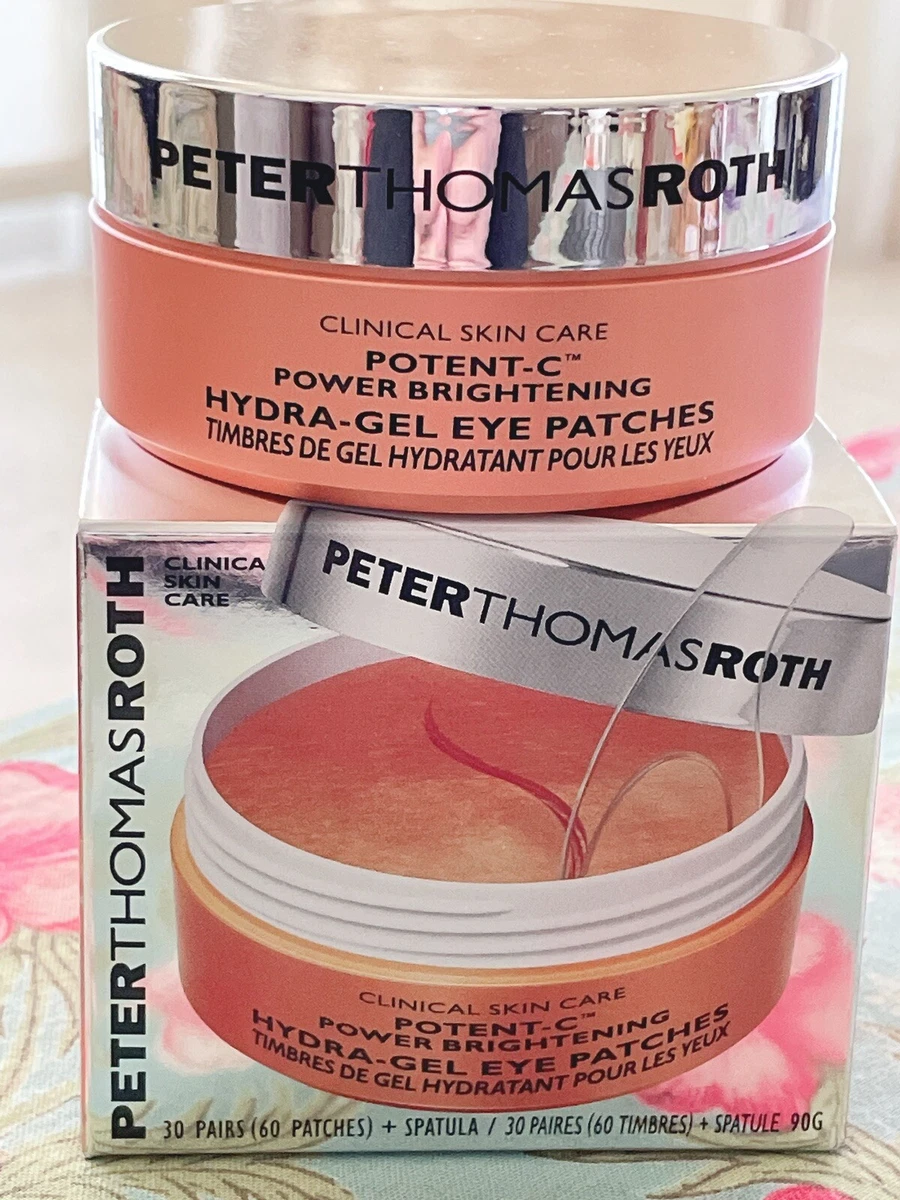 PETERTHOMASROTH
CLINICAL SKIN CARE
POTENT-C™
POWER BRIGHTENING
HYDRA-GEL EYE PATCHES
TIMBRES DE GEL HYDRATANT POUR LES YEUX
PETERTHOMASROTH
CLINICA
SKIN
CARE
PETERTHOMASROTH
CLINICAL SKIN CARE
POTENT-C™
POWER BRIGHTENING
HYDRA-GEL EYE PATCHES
TIMBRES DE GEL HYDRATANT POUR LES YEUX
30 PAIRS (60 PATCHES) + SPATULA / 30 PAIRES (60 TIMBRES) + SPATULE 90G